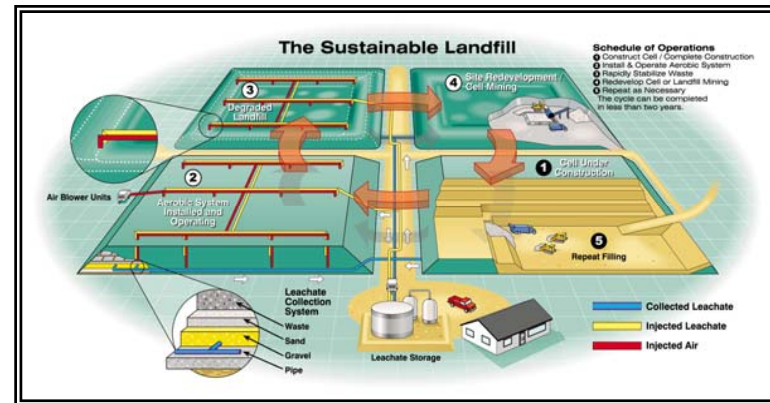 The Sustainable Landfill
Schedule of Operations
1 Construct Cell / Complete Construction
2 Install & Operate Aerobic System
3 Rapidly Stabilize Waste
4 Redevelop Cell or Landfill Mining
5 Repeat as Necessary
The cycle can be completed
in less than two years.
3
Degraded
Landfill
4
Site Redevelopment /
Cell Mining
2
Aerobic System
Installed and
Operating
Air Blower Units
1
Cell Under
Construction
5
Repeat Filling
Leachate
Collection
System
Waste
Sand
Gravel
Pipe
Leachate Storage
Collected Leachate
Injected Leachate
Injected Air